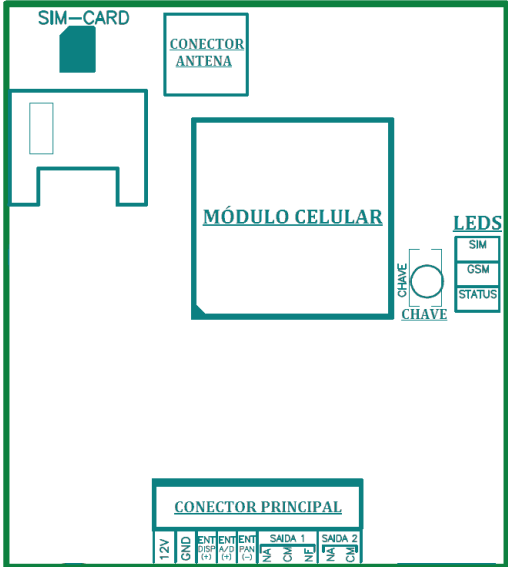 SIM-CARD
CONECTOR
ANTENA
MÓDULO CELULAR
LEDS
SIM
GSM
STATUS
CHAVE
CHAVE
CONECTOR PRINCIPAL
12V
GND
ENT
DISP
(+)
ENT
A/D
(+)
ENT
PAN
(-)
SAIDA 1
NA
CM
NF
SAIDA 2
NA
CM